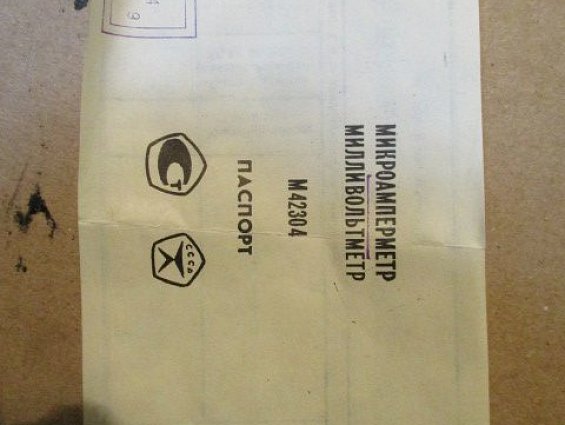 МИКРОАМПЕРМЕТР
МИЛЛИВОЛЬТМЕТР
М42304
ПАСПОРТ
СССР